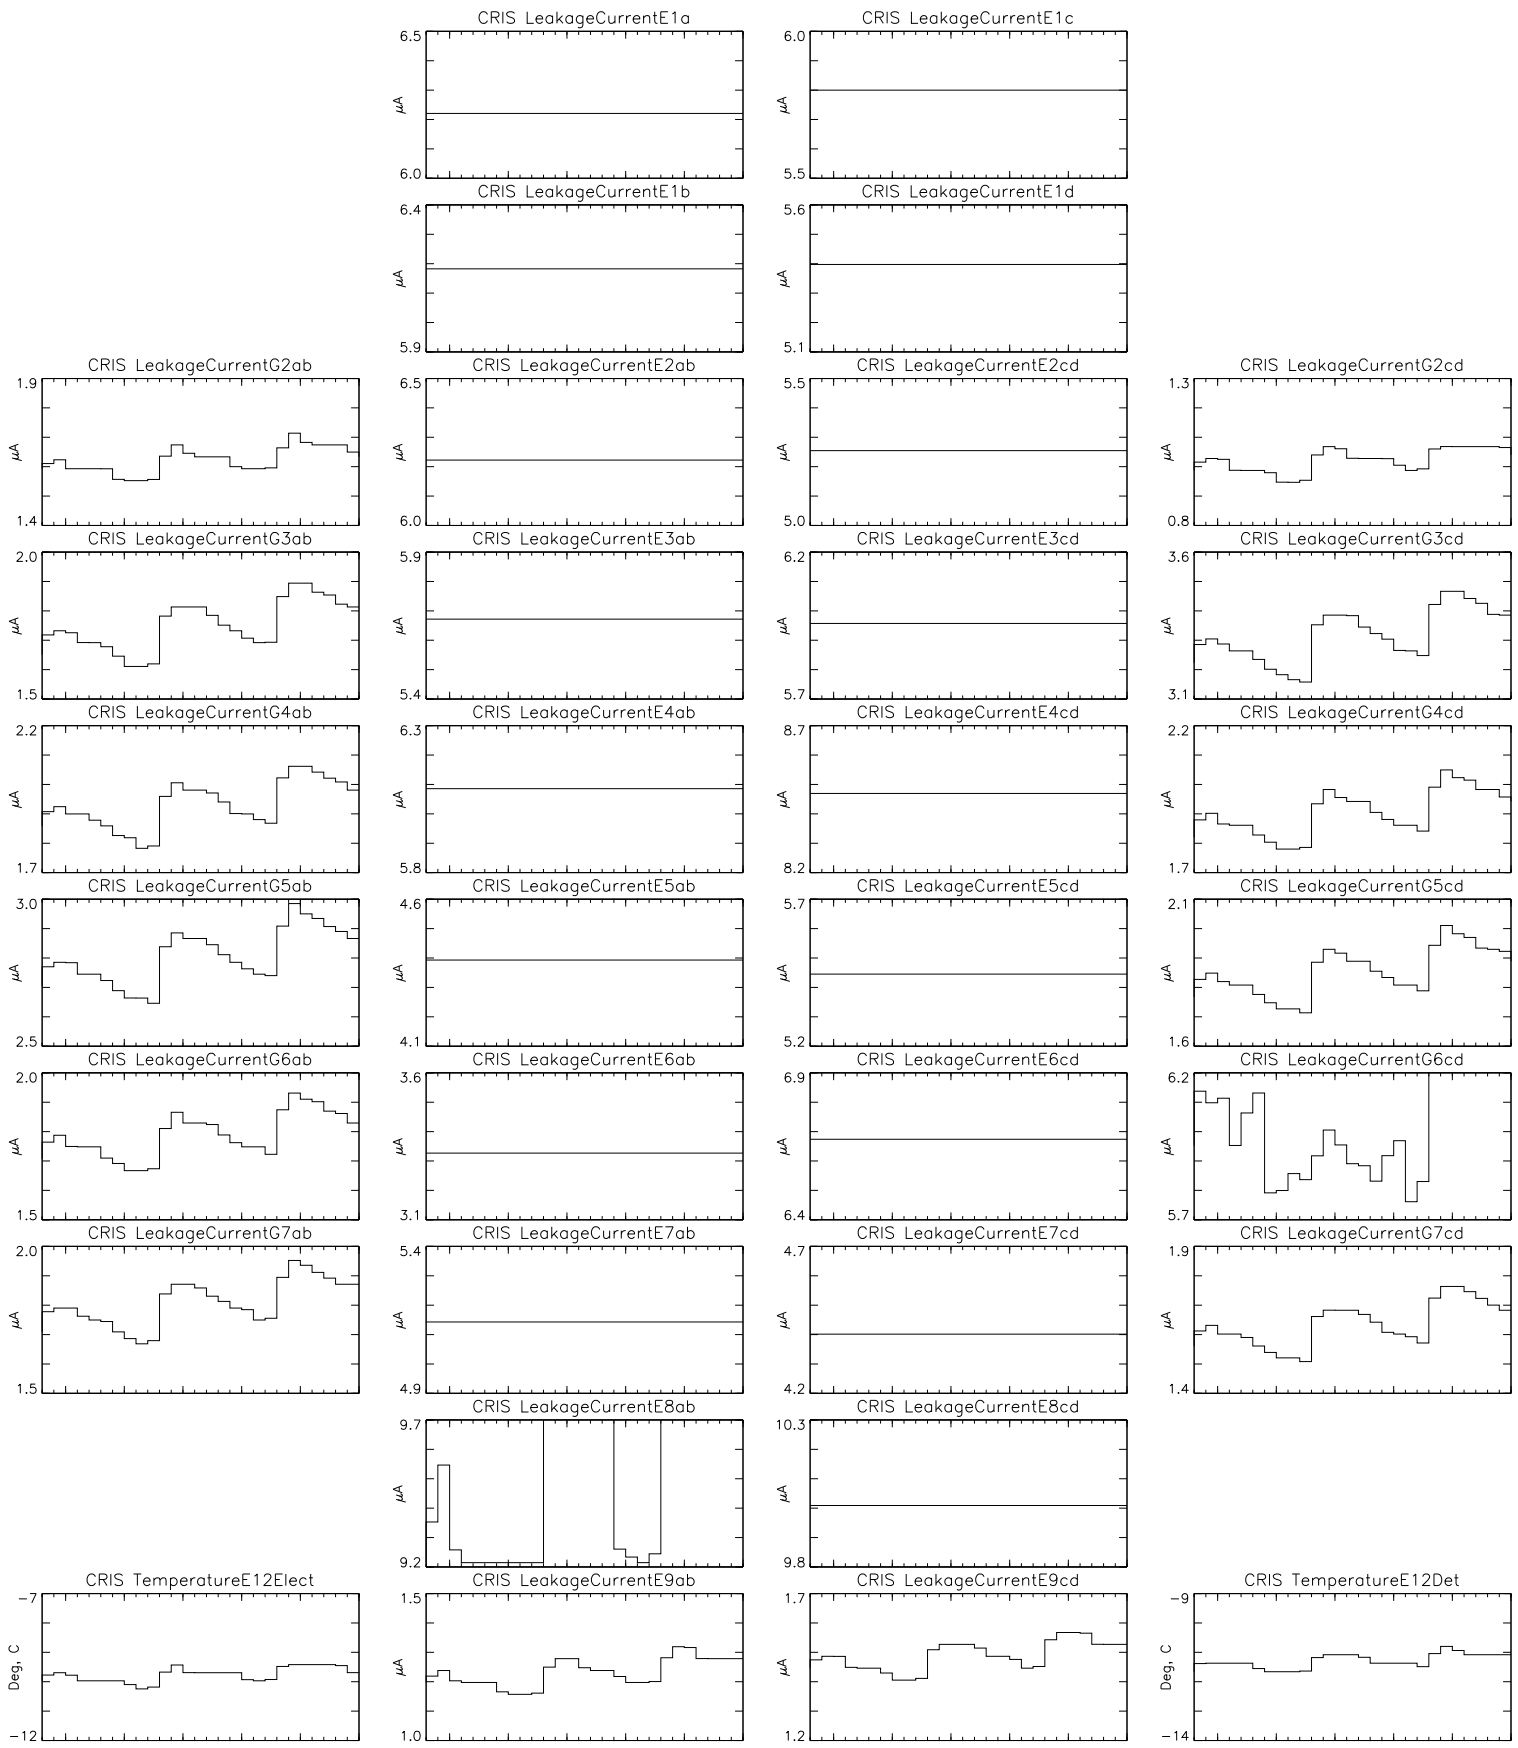 CRIS LeakageCurrentE1a
6.5
μA
6.0
CRIS LeakageCurrentE1c
6.0
μA
5.5
CRIS LeakageCurrentE1b
6.4
μA
5.9
CRIS LeakageCurrentE1d
5.6
μA
5.1
CRIS LeakageCurrentG2ab
1.9
μA
1.4
CRIS LeakageCurrentE2ab
6.5
μA
6.0
CRIS LeakageCurrentE2cd
5.5
μA
5.0
CRIS LeakageCurrentG2cd
1.3
μA
0.8
CRIS LeakageCurrentG3ab
2.0
μA
1.5
CRIS LeakageCurrentE3ab
5.9
μA
5.4
CRIS LeakageCurrentE3cd
6.2
μA
5.7
CRIS LeakageCurrentG3cd
3.6
μA
3.1
CRIS LeakageCurrentG4ab
2.2
μA
1.7
CRIS LeakageCurrentE4ab
6.3
μA
5.8
CRIS LeakageCurrentE4cd
8.7
μA
8.2
CRIS LeakageCurrentG4cd
2.2
μA
1.7
CRIS LeakageCurrentG5ab
3.0
μA
2.5
CRIS LeakageCurrentE5ab
4.6
μA
4.1
CRIS LeakageCurrentE5cd
5.7
μA
5.2
CRIS LeakageCurrentG5cd
2.1
μA
1.6
CRIS LeakageCurrentG6ab
2.0
μA
1.5
CRIS LeakageCurrentE6ab
3.6
μA
3.1
CRIS LeakageCurrentE6cd
6.9
μA
6.4
CRIS LeakageCurrentG6cd
6.2
μA
5.7
CRIS LeakageCurrentG7ab
2.0
μA
1.5
CRIS LeakageCurrentE7ab
5.4
μA
4.9
CRIS LeakageCurrentE7cd
4.7
μA
4.2
CRIS LeakageCurrentG7cd
1.9
μA
1.4
CRIS LeakageCurrentE8ab
9.7
μA
9.2
CRIS LeakageCurrentE8cd
10.3
μA
9.8
CRIS TemperatureE12Elect
-7
Deg, C
-12
CRIS LeakageCurrentE9ab
1.5
μA
1.0
CRIS LeakageCurrentE9cd
1.7
μA
1.2
CRIS TemperatureE12Det
-9
Deg, C
-14